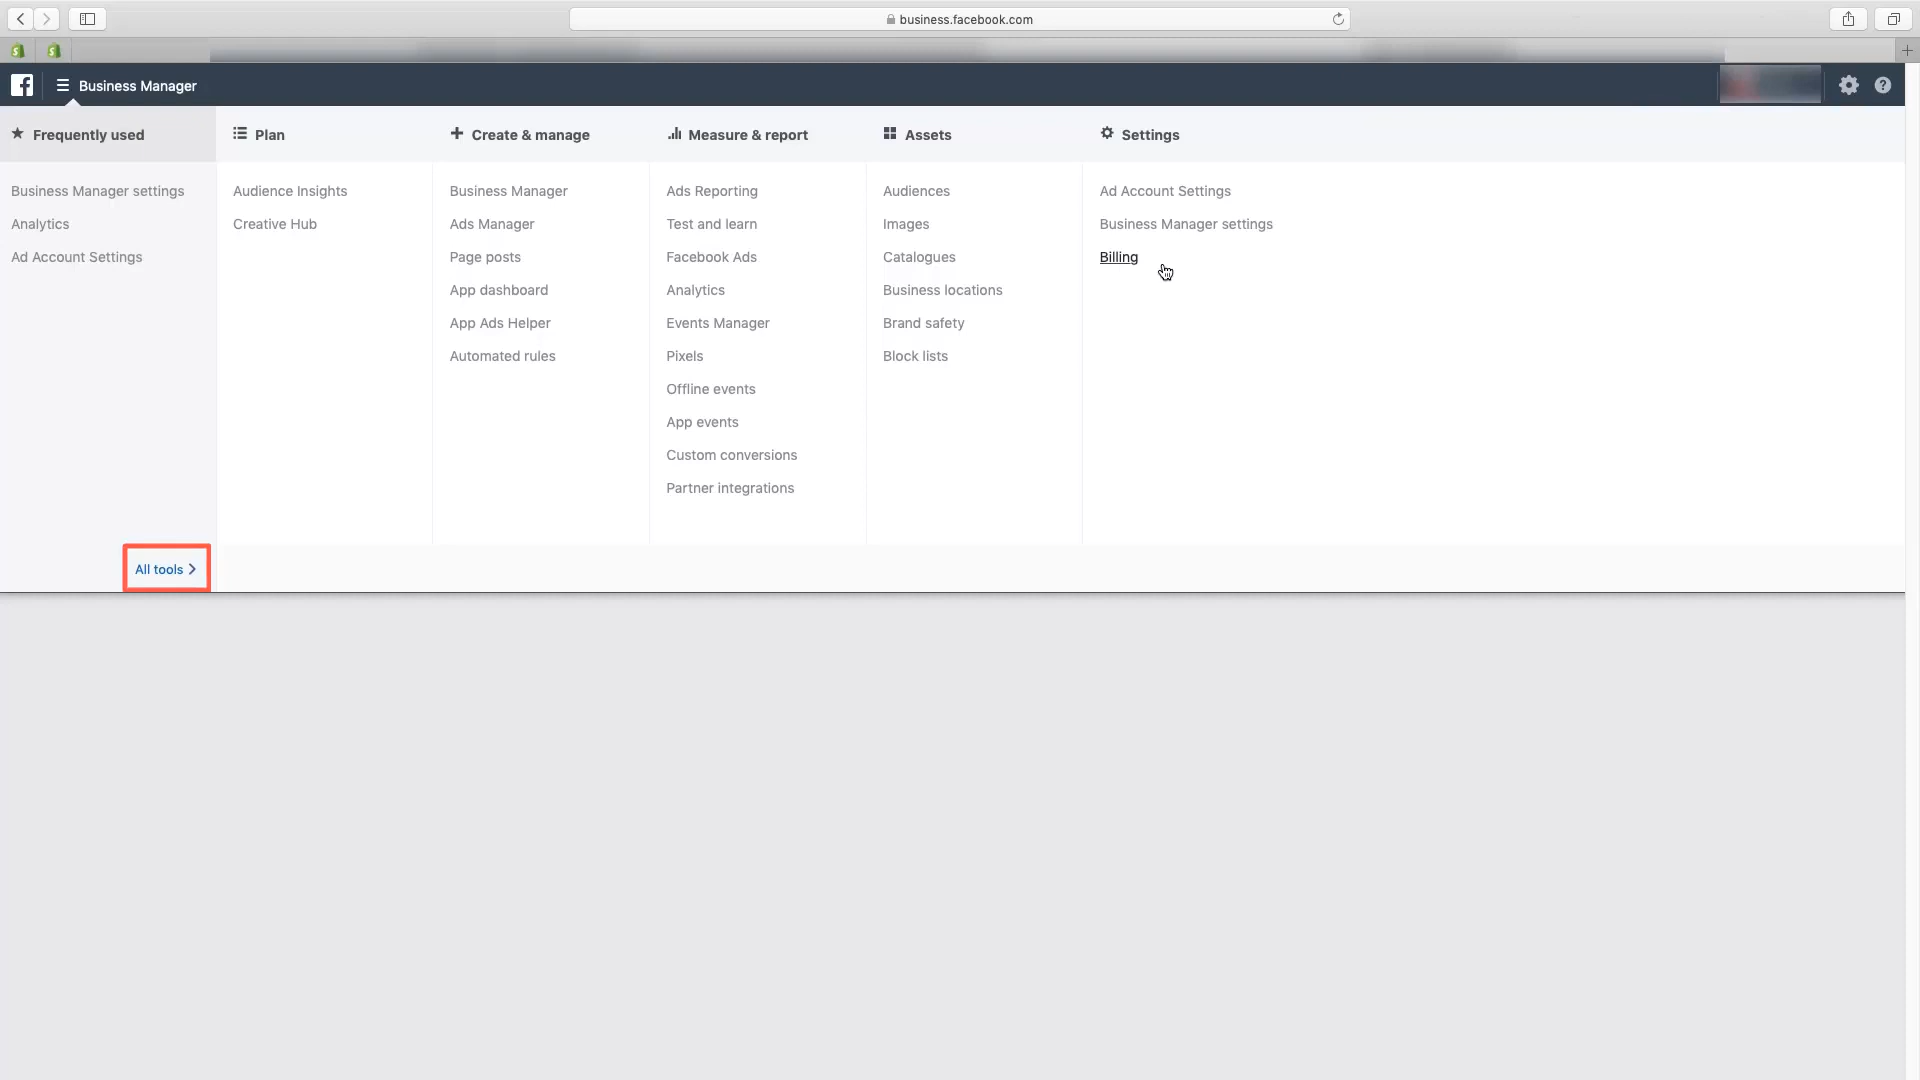 business.facebook.com
Business Manager
Frequently used
Business Manager settings
Analytics
Ad Account Settings
All tools
Plan
Audience Insights
Creative Hub
Create & manage
Business Manager
Ads Manager
Page posts
App dashboard
App Ads Helper
Automated rules
Measure & report
Ads Reporting
Test and learn
Facebook Ads
Analytics
Events Manager
Pixels
Offline events
App events
Custom conversions
Partner integrations
Assets
Audiences
Images
Catalogues
Business locations
Brand safety
Block lists
Settings
Ad Account Settings
Business Manager settings
Billing